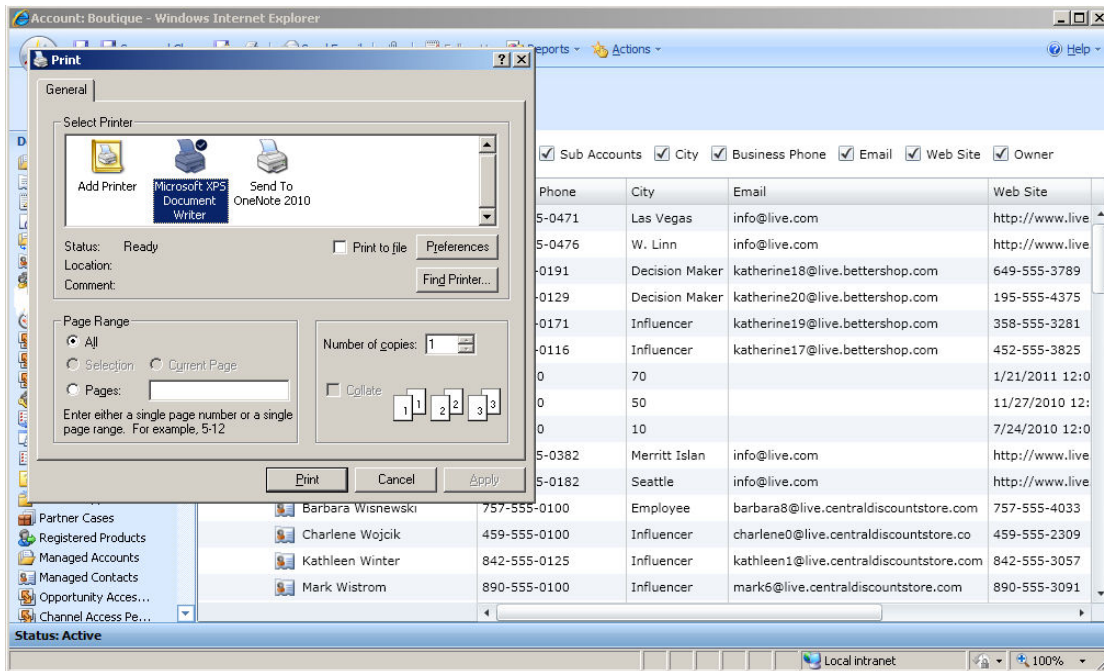 Account: Boutique - Windows Internet Explorer
Reports
Actions
Help
Print
General
Select Printer
Add Printer
Microsoft XPS Document Writer
Send To OneNote 2010
Status: Ready
Location:
Comment:
Print to file
Preferences
Find Printer...
Page Range
All
Selection Current Page
Pages:
Enter either a single page number or a single
page range. For example, 5-12
Number of copies: 1
Collate
1 1 2 2 3 3
Print Cancel Apply
Sub Accounts City Business Phone Email Web Site Owner
Phone City Email Web Site
5-0471 Las Vegas info@live.com http://www.live
5-0476 W. Linn info@live.com http://www.live
-0191 Decision Maker katherine18@live.bettershop.com 649-555-3789
-0129 Decision Maker katherine20@live.bettershop.com 195-555-4375
-0171 Influencer katherine19@live.bettershop.com 358-555-3281
-0116 Influencer katherine17@live.bettershop.com 452-555-3825
0 70 1/21/2011 12:0
0 50 11/27/2010 12:
0 10 7/24/2010 12:0
5-0382 Merritt Islan info@live.com http://www.live
5-0182 Seattle info@live.com http://www.live
Barbara Wisnewski 757-555-0100 Employee barbara8@live.centraldiscountstore.com 757-555-4033
Charlene Wojcik 459-555-0100 Influencer charlene0@live.centraldiscountstore.co 459-555-2309
Kathleen Winter 842-555-0125 Influencer kathleen1@live.centraldiscountstore.com 842-555-3057
Mark Wistrom 890-555-0100 Influencer mark6@live.centraldiscountstore.com 890-555-3091
Partner Cases
Registered Products
Managed Accounts
Managed Contacts
Opportunity Acces...
Channel Access Pe...
Status: Active
Local intranet
100%